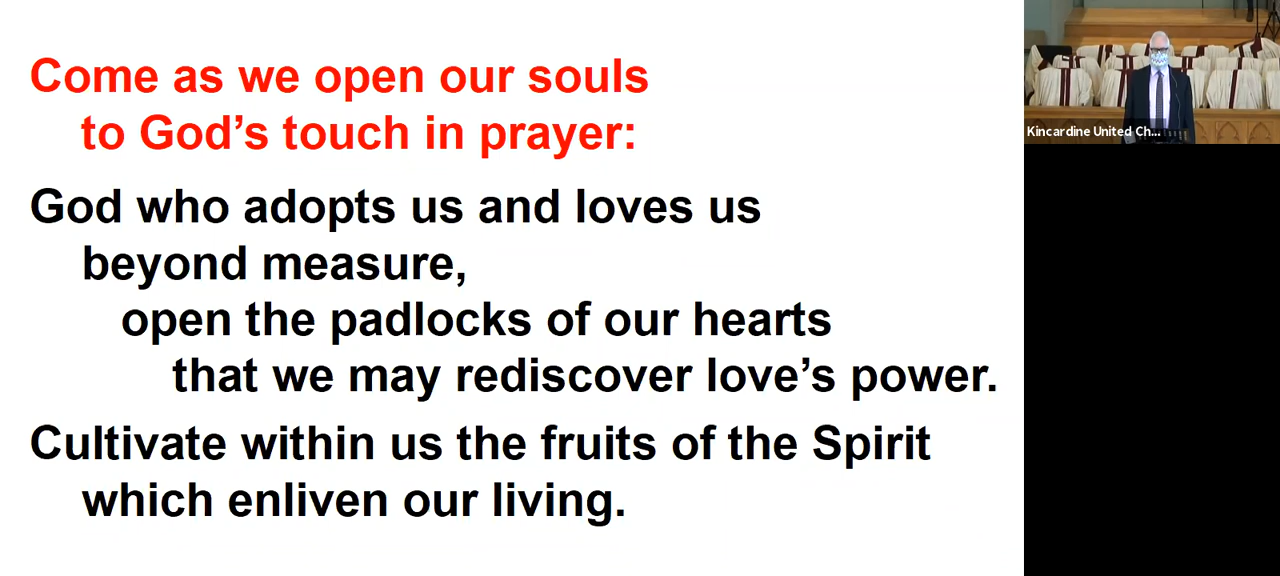 Come as we open our souls
to God’s touch in prayer:
God who adopts us and loves us
beyond measure,
open the padlocks of our hearts
that we may rediscover love’s power.
Cultivate within us the fruits of the Spirit
which enliven our living.
Kincardine United Ch...